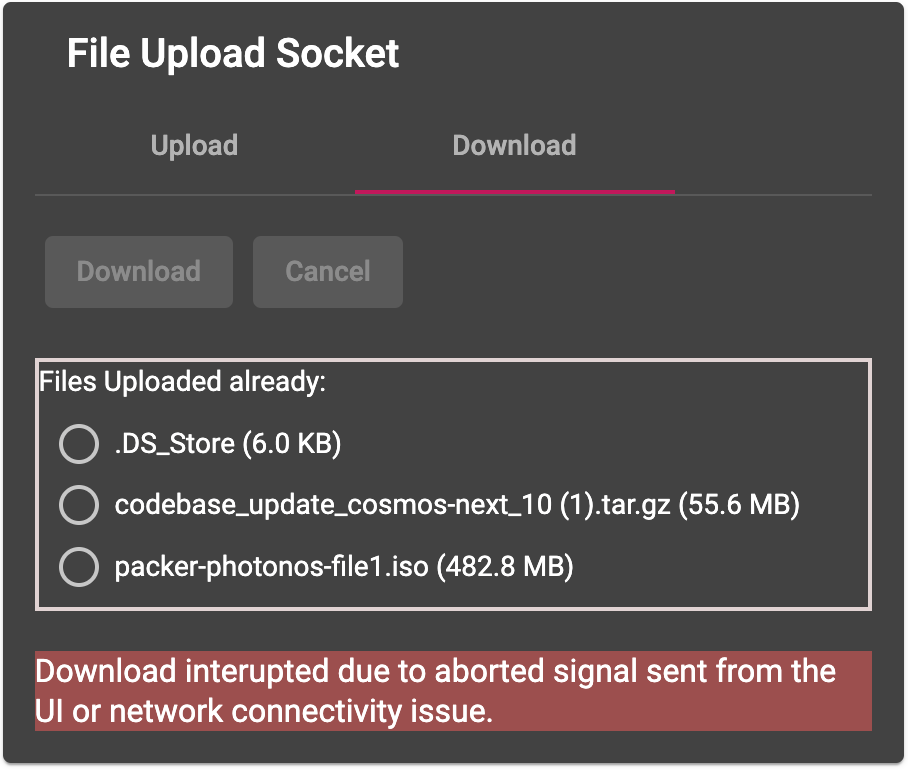 File Upload Socket
Upload Download
Download Cancel
Files Uploaded already:
.DS_Store (6.0 KB)
codebase_update_cosmos-next_10 (1).tar.gz (55.6 MB)
packer-photonos-file1.iso (482.8 MB)
Download interupted due to aborted signal sent from the
UI or network connectivity issue.